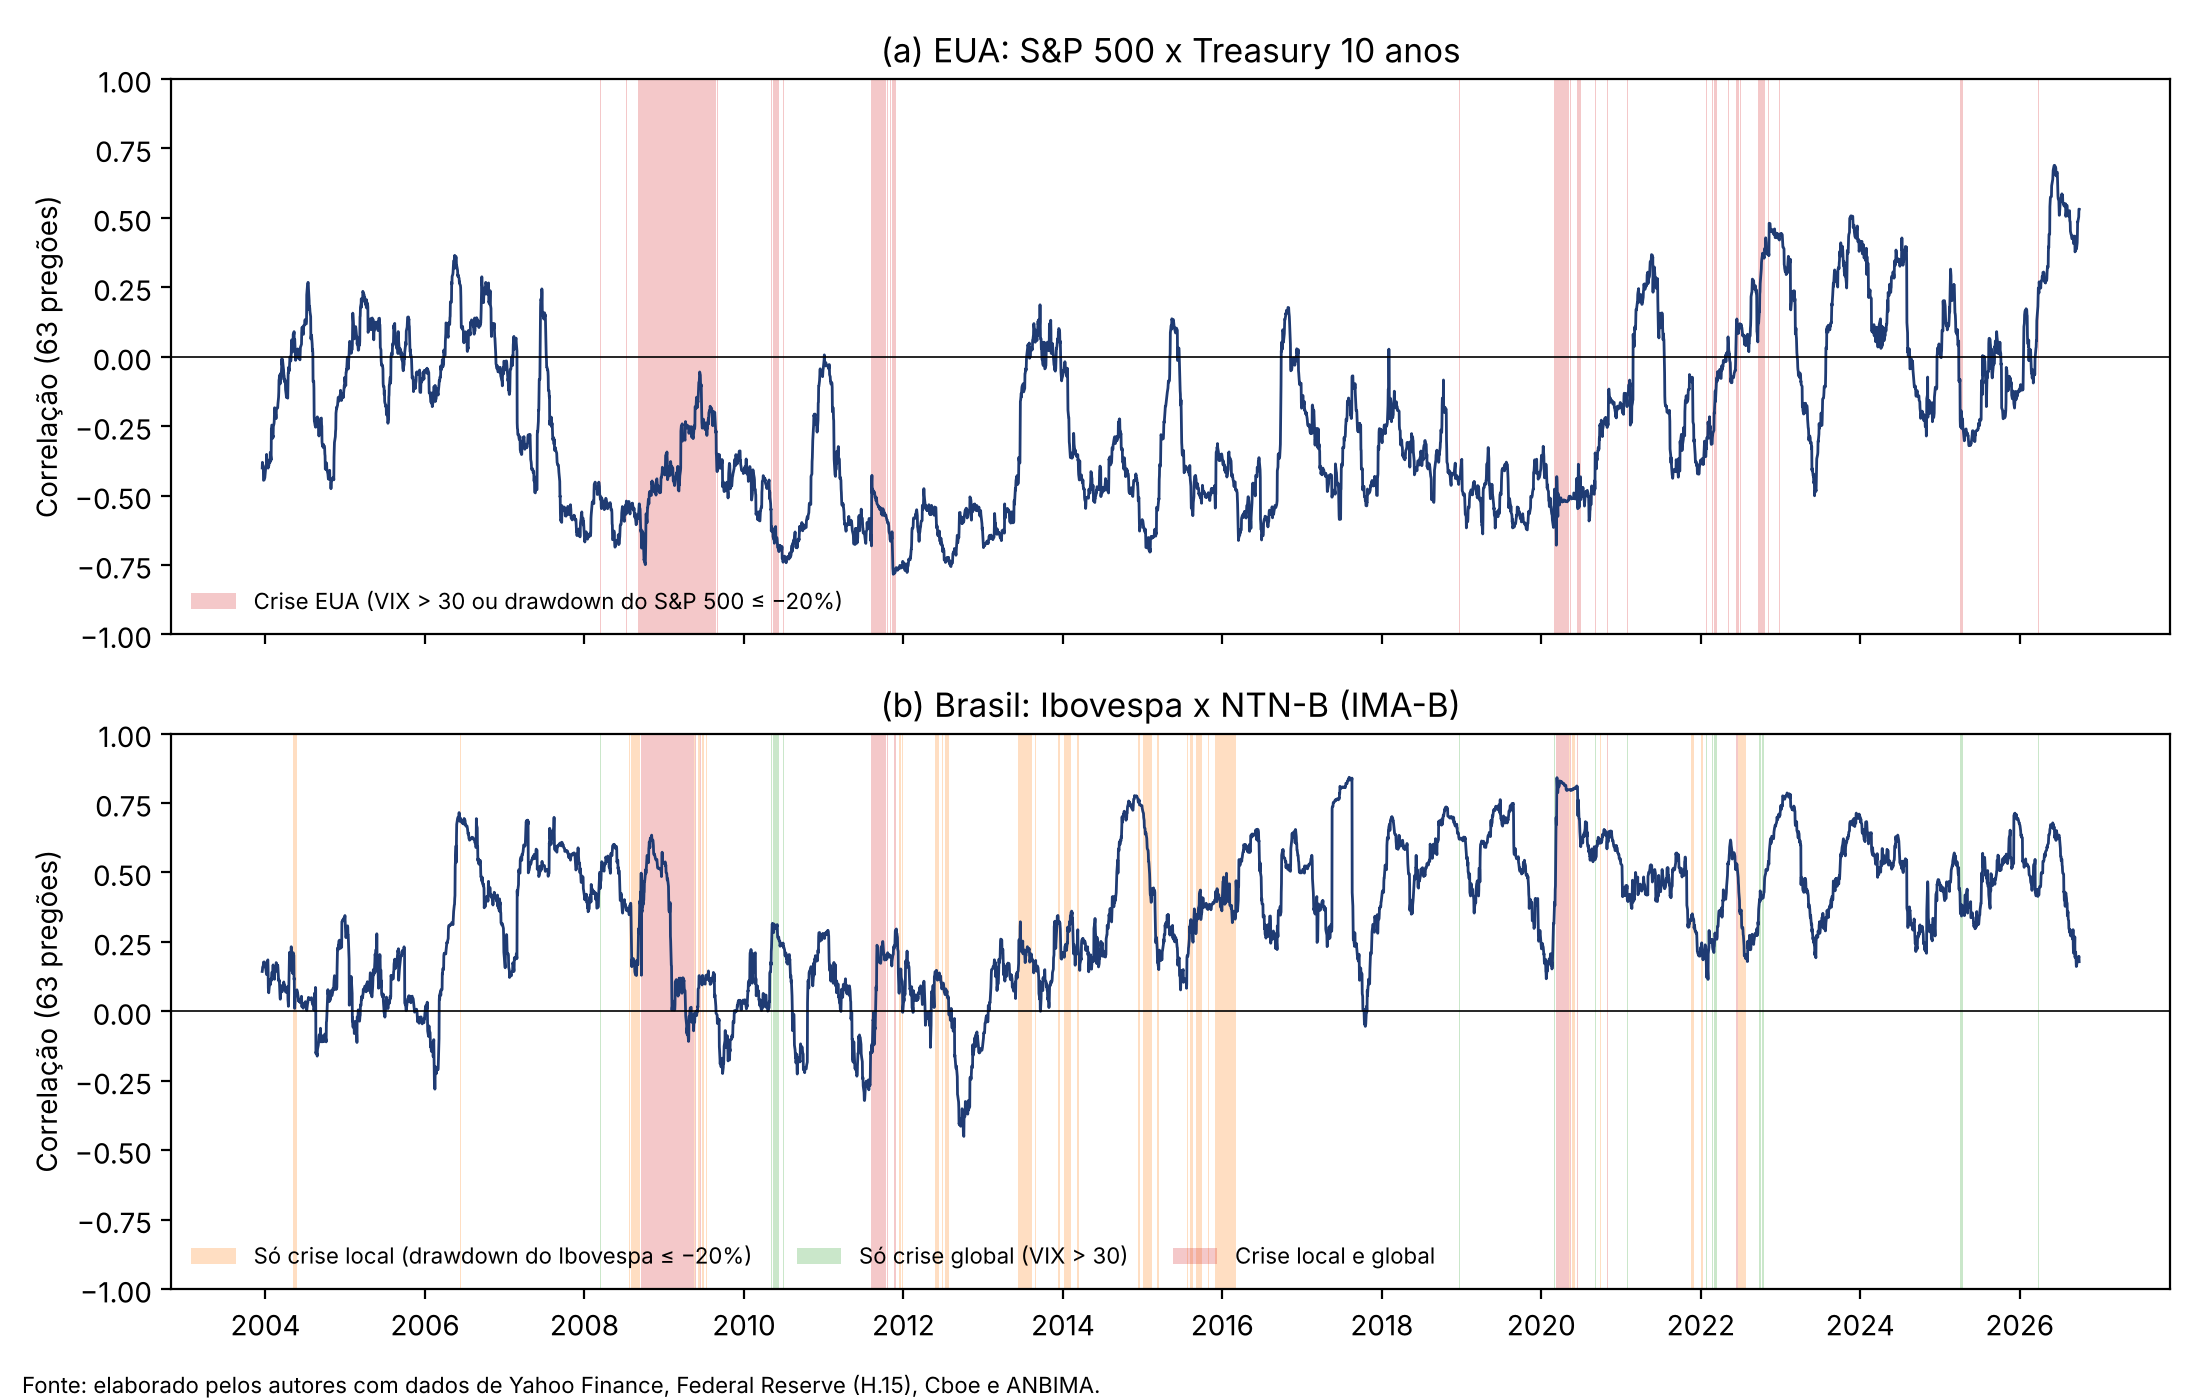 (a) EUA: S&P 500 x Treasury 10 anos
1.00
0.75
0.50
0.25
0.00
−0.25
−0.50
−0.75
−1.00
Correlação (63 pregões)
Crise EUA (VIX > 30 ou drawdown do S&P 500 ≤ −20%)
(b) Brasil: Ibovespa x NTN-B (IMA-B)
1.00
0.75
0.50
0.25
0.00
−0.25
−0.50
−0.75
−1.00
Correlação (63 pregões)
Só crise local (drawdown do Ibovespa ≤ −20%) Só crise global (VIX > 30) Crise local e global
2004 2006 2008 2010 2012 2014 2016 2018 2020 2022 2024 2026
Fonte: elaborado pelos autores com dados de Yahoo Finance, Federal Reserve (H.15), Cboe e ANBIMA.